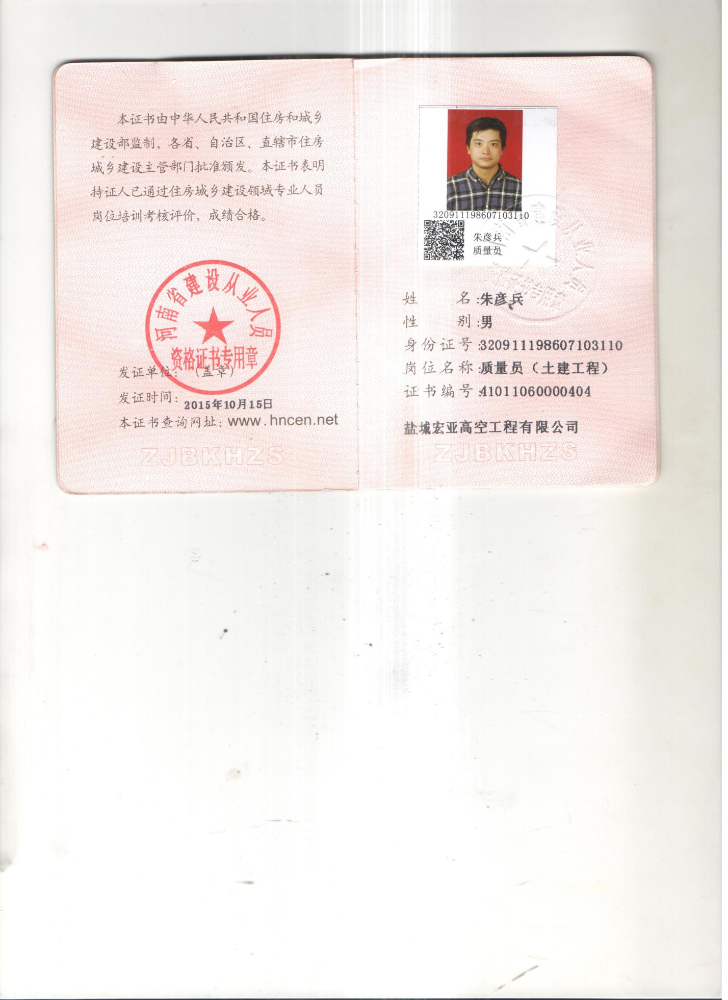 本证书由中华人民共和国住房和城乡
建设部监制，各省、自治区、直辖市住房
城乡建设主管部门批准颁发。本证书表明
持证人已通过住房城乡建设领域专业人员
岗位培训考核评价，成绩合格。
河南省建设从业人员
资格证书专用章
发证单位：（盖章）
发证时间：2015年10月15日
本证书查询网址：www.hncen.net
ZJBKHZS
320911198607103110
朱彦兵
质量员
姓名:朱彦兵
性别:男
身份证号:320911198607103110
岗位名称:质量员（土建工程）
证书编号:41011060000404
盐城宏亚高空工程有限公司
ZJBKHZS